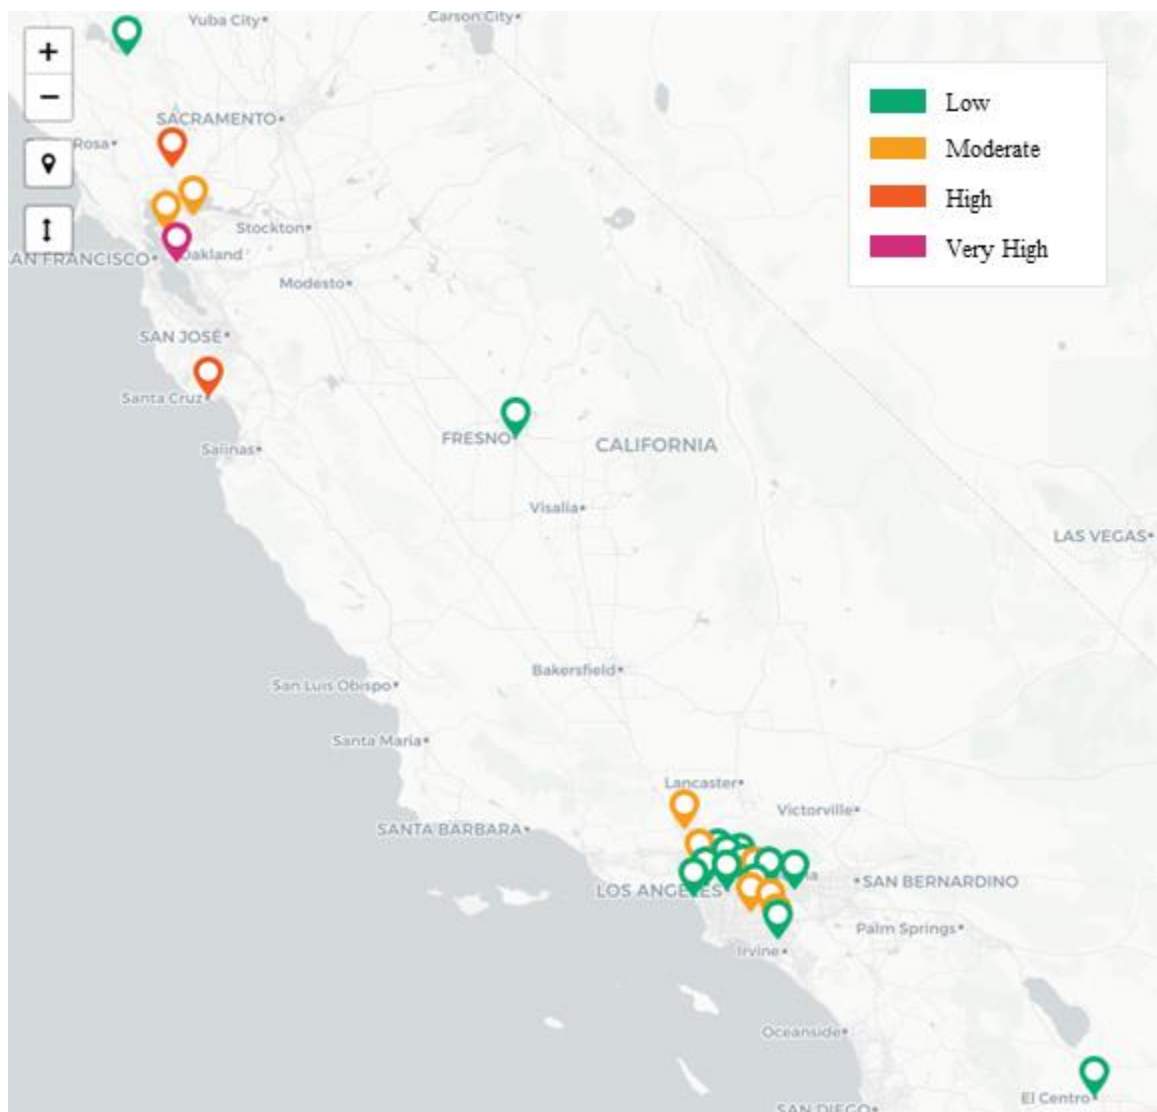 Yuba City
Carson City
+
−
SACRAMENTO
Rosa
Stockton
Oakland
AN FRANCISCO
Modesto
SAN JOSÉ
Santa Cruz
Salinas
FRESNO
CALIFORNIA
Visalia
LAS VEGAS
Bakersfield
San Luis Obispo
Santa Maria
Lancaster
Victorville
SANTA BARBARA
SAN BERNARDINO
LOS ANGELES
Palm Springs
Irvine
Oceanside
El Centro
SAN DIEGO
Low
Moderate
High
Very High